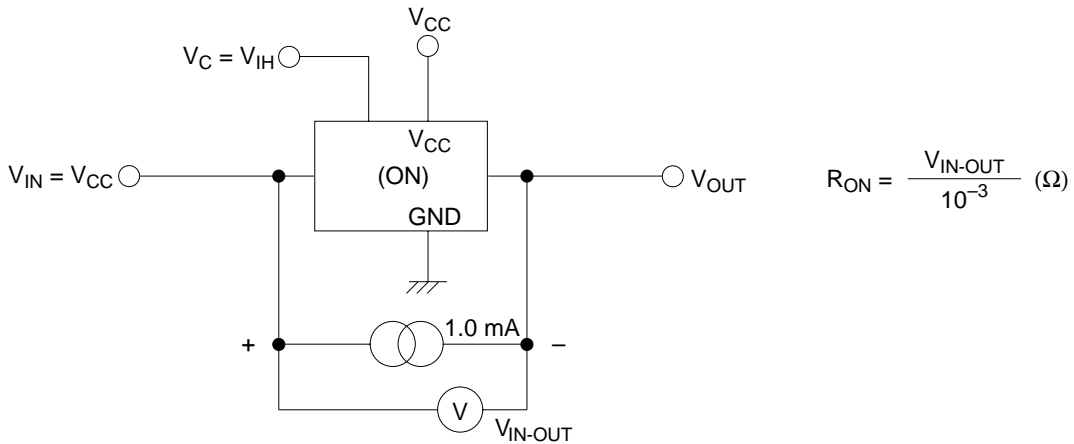 V_CC
V_C = V_IH
V_CC
V_IN = V_CC
(ON)
V_OUT
R_ON = V_IN-OUT / 10^–3 (Ω)
GND
1.0 mA
+ –
V
V_IN-OUT